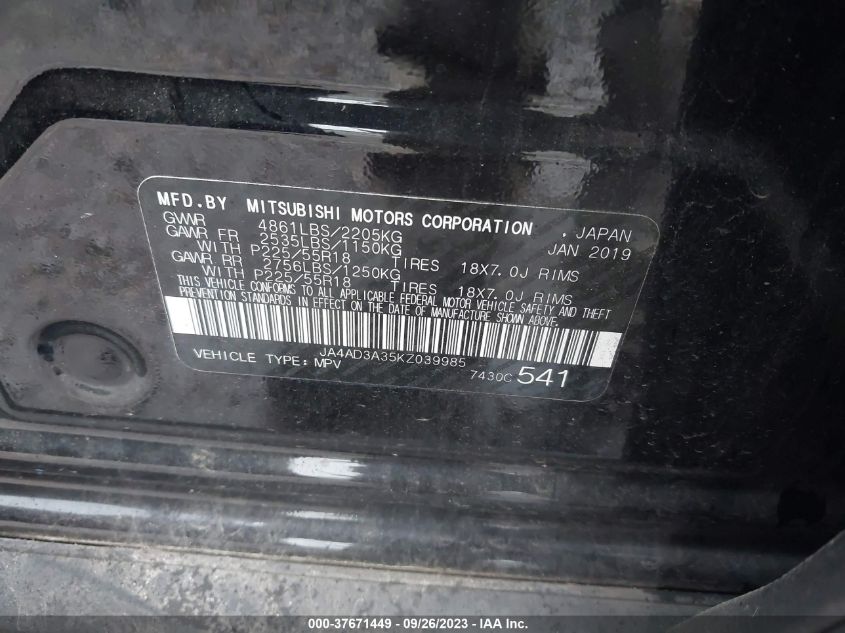 MFD.BY MITSUBISHI MOTORS CORPORATION , JAPAN
GWWR 4861LBS/2205KG JAN 2019
GAWR FR 2535LBS/1150KG
WITH P225/55R18 TIRES 18X7.0J RIMS
GAWR RR 2756LBS/1250KG
WITH P225/55R18 TIRES 18X7.0J RIMS
THIS VEHICLE CONFORMS TO ALL APPLICABLE FEDERAL MOTOR VEHICLE SAFETY AND THEFT
PREVENTION STANDARDS IN EFFECT ON THE DATE OF MANUFACTURE SHOWN ABOVE.
JA4AD3A35KZ039985
VEHICLE TYPE: MPV 7430C 541
000-37671449 - 09/26/2023 - IAA Inc.